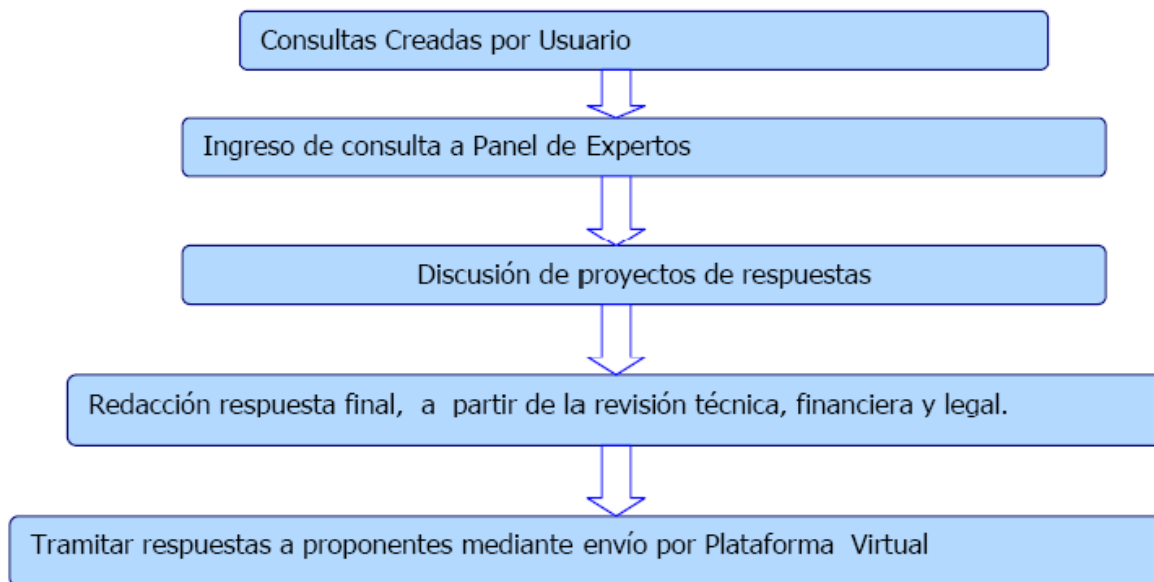 Consultas Creadas por Usuario
Ingreso de consulta a Panel de Expertos
Discusión de proyectos de respuestas
Redacción respuesta final, a partir de la revisión técnica, financiera y legal.
Tramitar respuestas a proponentes mediante envío por Plataforma Virtual